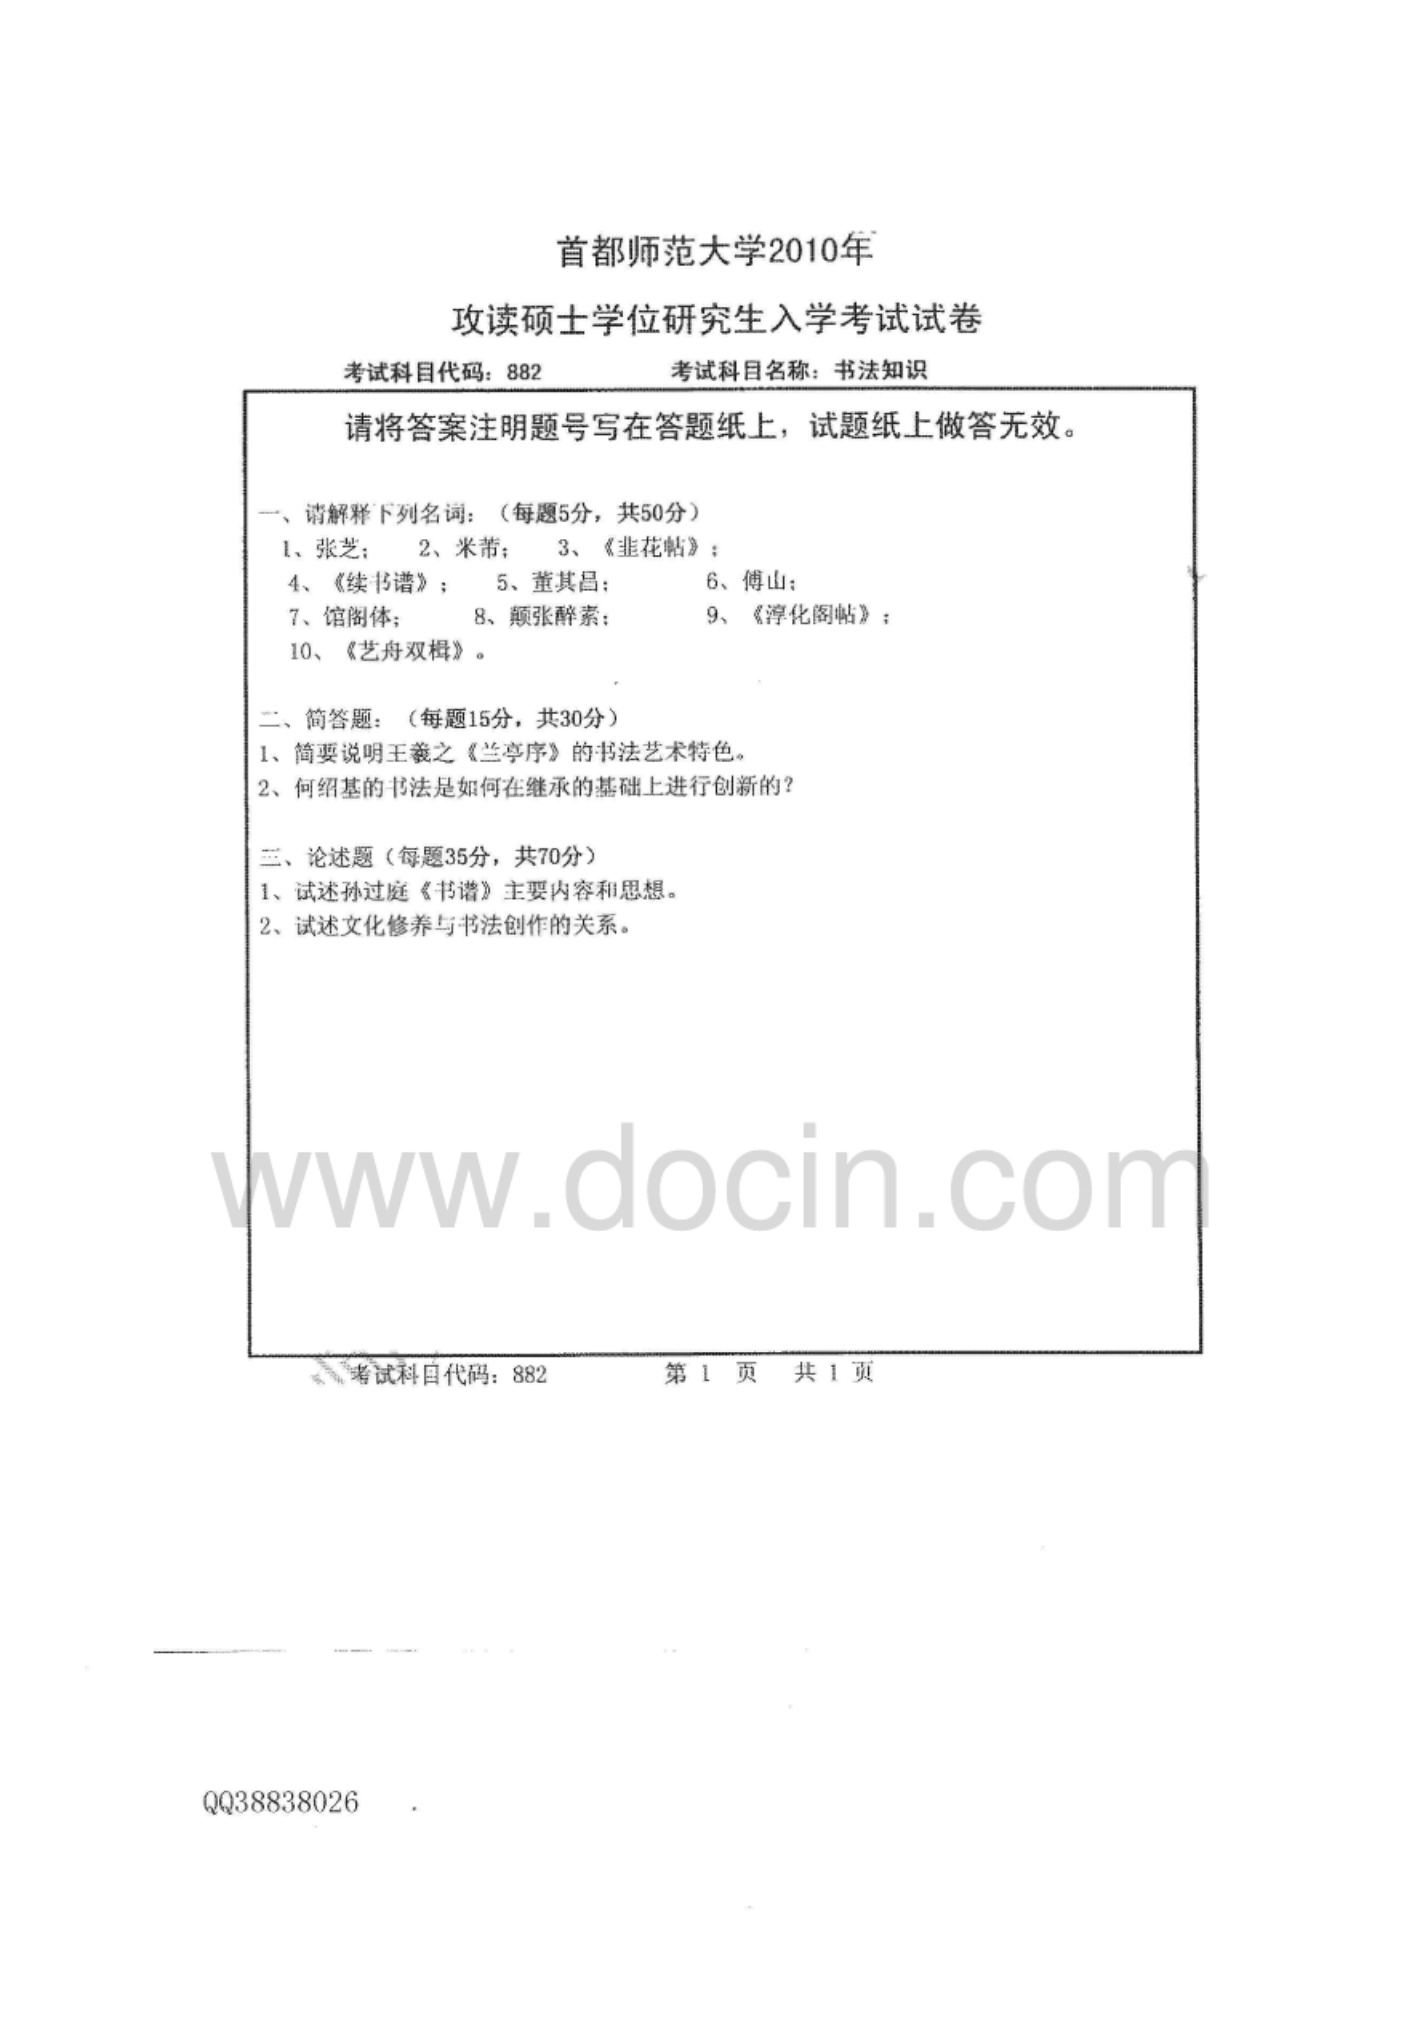 首都师范大学2010年
攻读硕士学位研究生入学考试试卷
考试科目代码：882 考试科目名称：书法知识
请将答案注明题号写在答题纸上，试题纸上做答无效。
一、请解释下列名词：（每题5分，共50分）
1、张芝； 2、米芾； 3、《韭花帖》；
4、《续书谱》； 5、董其昌； 6、傅山；
7、馆阁体； 8、颠张醉素； 9、《淳化阁帖》；
10、《艺舟双楫》。
二、简答题：（每题15分，共30分）
1、简要说明王羲之《兰亭序》的书法艺术特色。
2、何绍基的书法是如何在继承的基础上进行创新的？
三、论述题（每题35分，共70分）
1、试述孙过庭《书谱》主要内容和思想。
2、试述文化修养与书法创作的关系。
www.docin.com
考试科目代码：882 第 1 页 共 1 页
QQ38838026